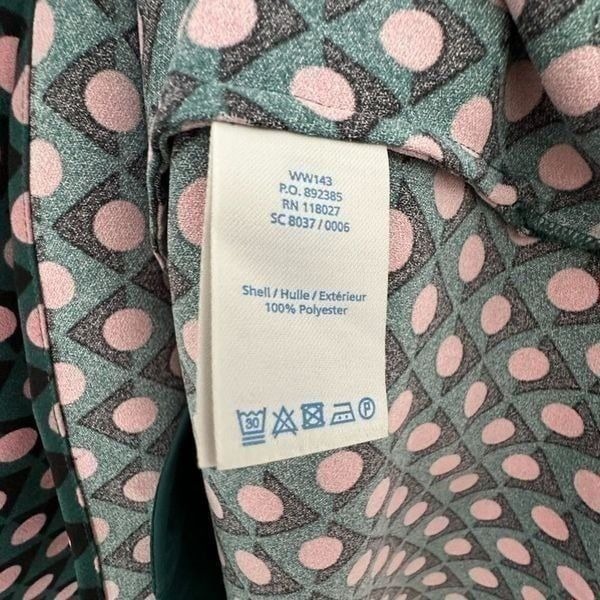 WW143
P.O. 892385
RN 118027
SC 8037 / 0006
Shell / Hulle / Extérieur
100% Polyester
30 P